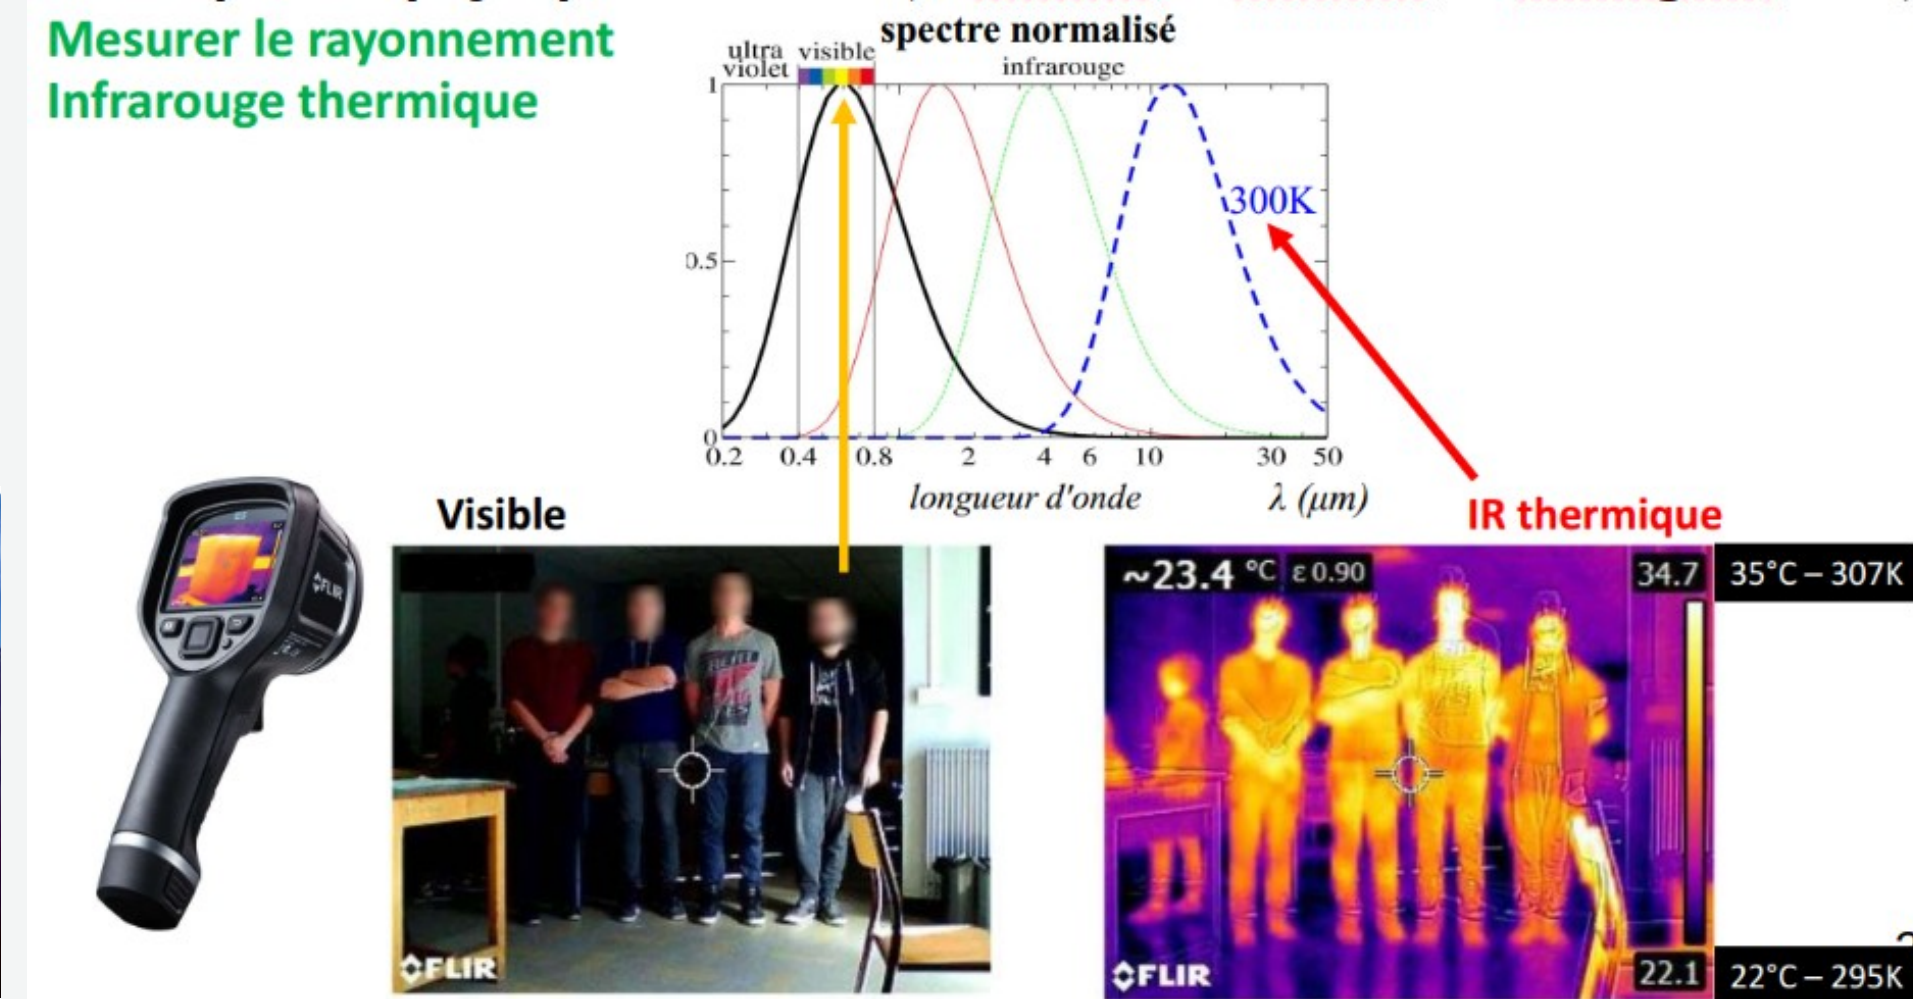 Mesurer le rayonnement
Infrarouge thermique
spectre normalisé
ultra
violet
visible
infrarouge
1
0.5
0
300K
0.2 0.4 0.8 2 4 6 10 30 50
longueur d'onde λ (μm)
Visible
IR thermique
FLIR
FLIR
~23.4 °C ε 0.90
34.7
35°C – 307K
FLIR
22.1
22°C – 295K